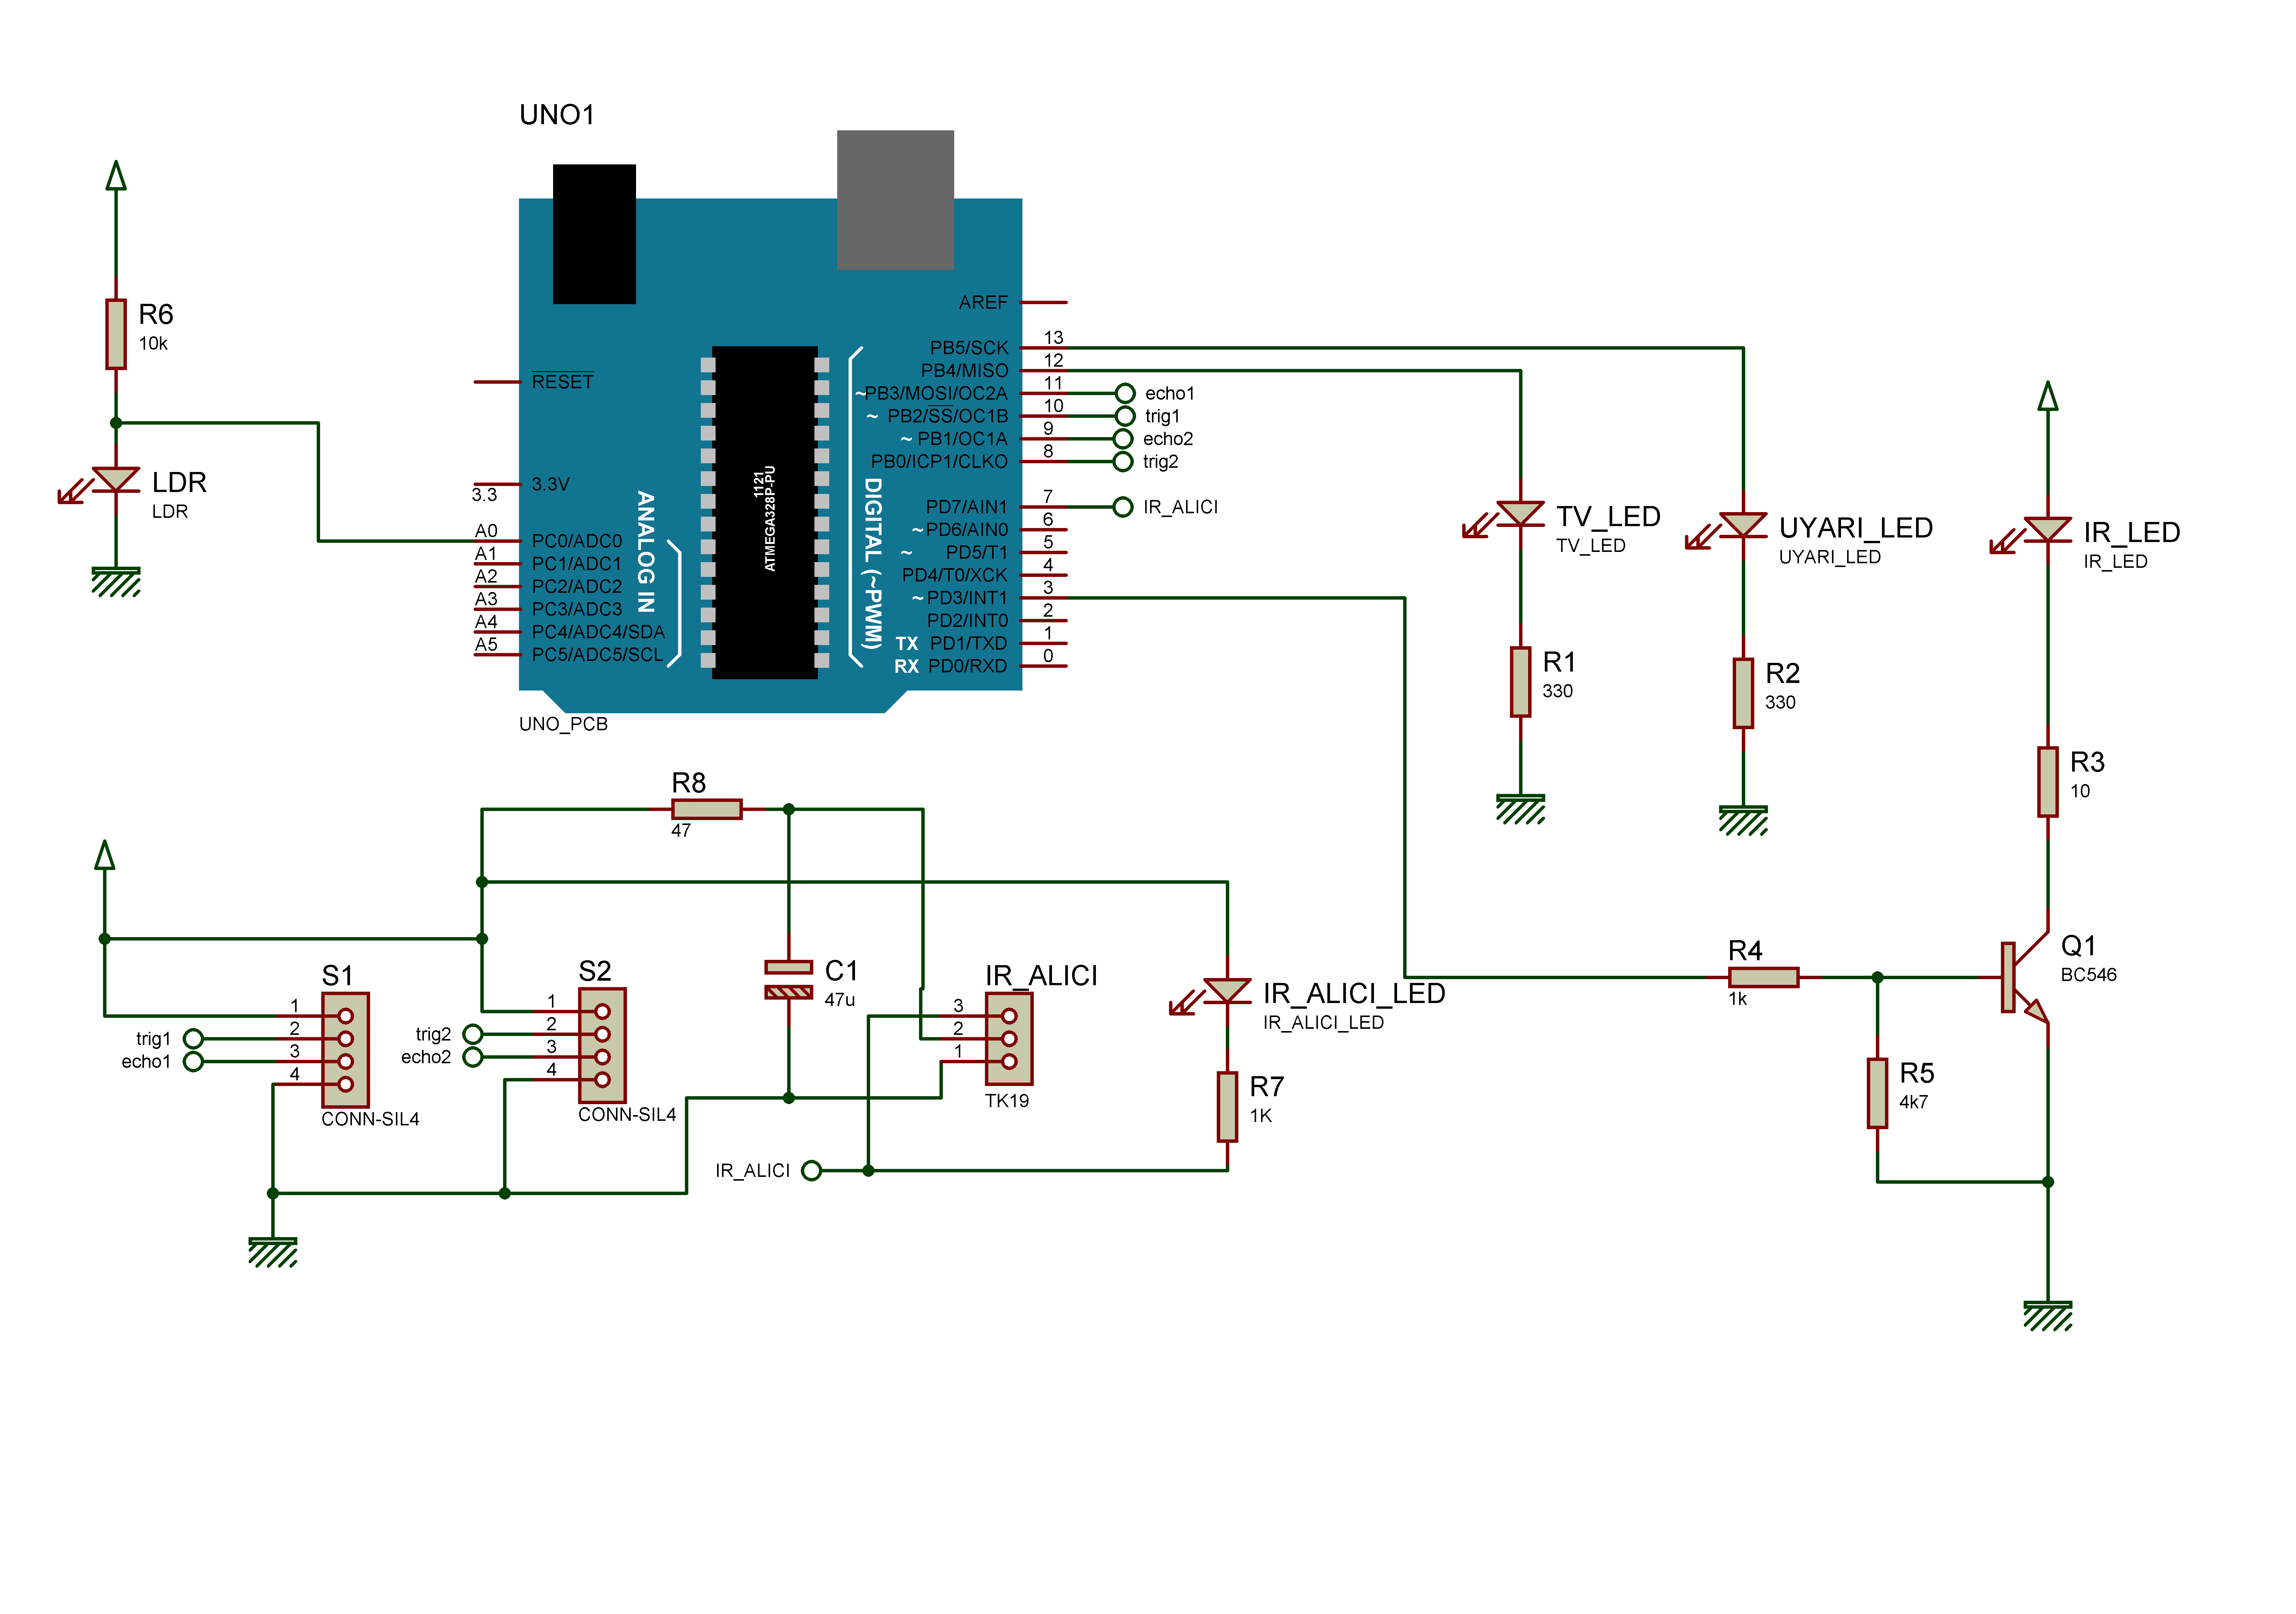 UNO1
R6
10k
LDR
LDR
RESET
3.3V
3.3
A0
PC0/ADC0
A1
PC1/ADC1
A2
PC2/ADC2
A3
PC3/ADC3
A4
PC4/ADC4/SDA
A5
PC5/ADC5/SCL
ANALOG IN
1121
ATMEGA328P-PU
DIGITAL (~PWM)
AREF
PB5/SCK
13
PB4/MISO
12
~PB3/MOSI/OC2A
11
echo1
~ PB2/SS/OC1B
10
trig1
~ PB1/OC1A
9
echo2
PB0/ICP1/CLKO
8
trig2
PD7/AIN1
7
IR_ALICI
~PD6/AIN0
6
~ PD5/T1
5
PD4/T0/XCK
4
~PD3/INT1
3
PD2/INT0
2
TX PD1/TXD
1
RX PD0/RXD
0
UNO_PCB
TV_LED
TV_LED
UYARI_LED
UYARI_LED
IR_LED
IR_LED
R1
330
R2
330
R3
10
R8
47
S1
1
trig1
2
echo1
3
4
CONN-SIL4
S2
1
trig2
2
echo2
3
4
CONN-SIL4
C1
47u
IR_ALICI
3
2
1
TK19
IR_ALICI
IR_ALICI_LED
IR_ALICI_LED
R7
1K
R4
1k
Q1
BC546
R5
4k7